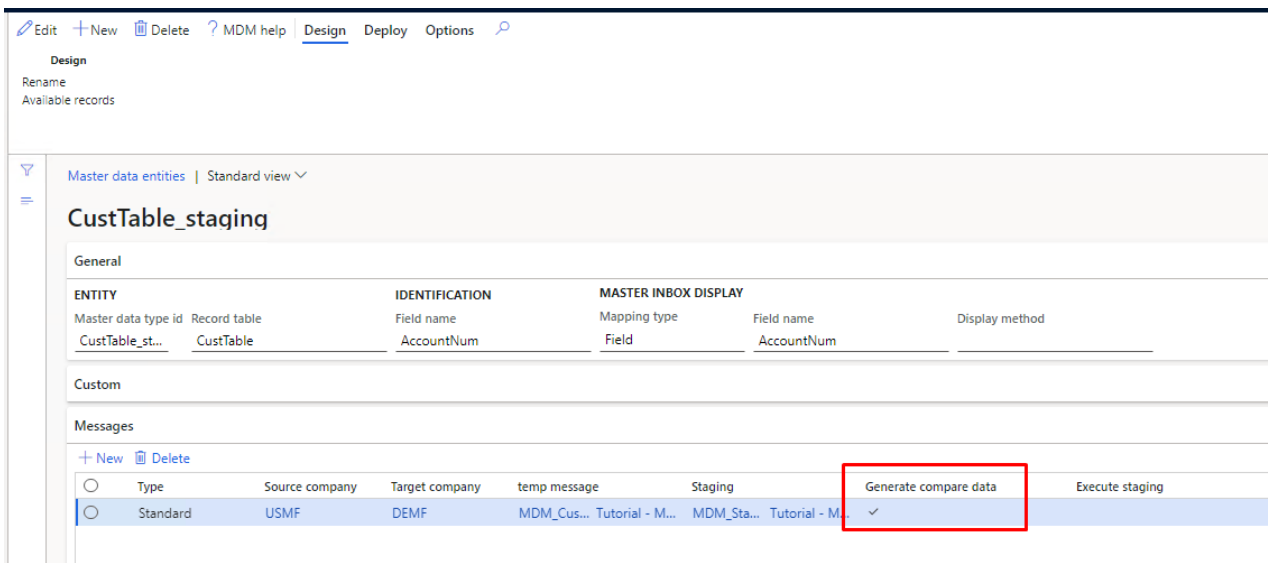 Edit New Delete ? MDM help Design Deploy Options
Design
Rename
Available records
Master data entities | Standard view
CustTable_staging
General
ENTITY IDENTIFICATION MASTER INBOX DISPLAY
Master data type id Record table Field name Mapping type Field name Display method
CustTable_st... CustTable AccountNum Field AccountNum
Custom
Messages
New Delete
Type Source company Target company temp message Staging Generate compare data Execute staging
Standard USMF DEMF MDM_Cus... Tutorial - M... MDM_Sta... Tutorial - M...